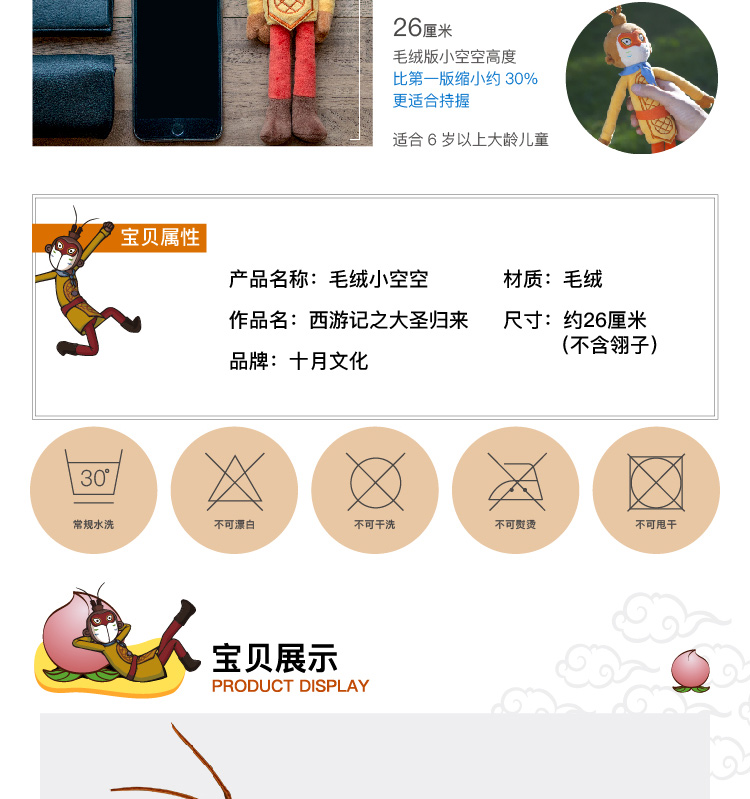 26厘米
毛绒版小空空高度
比第一版缩小约 30%
更适合持握
适合 6 岁以上大龄儿童
宝贝属性
产品名称：毛绒小空空
材质：毛绒
作品名：西游记之大圣归来
尺寸：约26厘米
（不含翎子）
品牌：十月文化
30°
常规水洗
不可漂白
不可干洗
不可熨烫
不可甩干
宝贝展示
PRODUCT DISPLAY